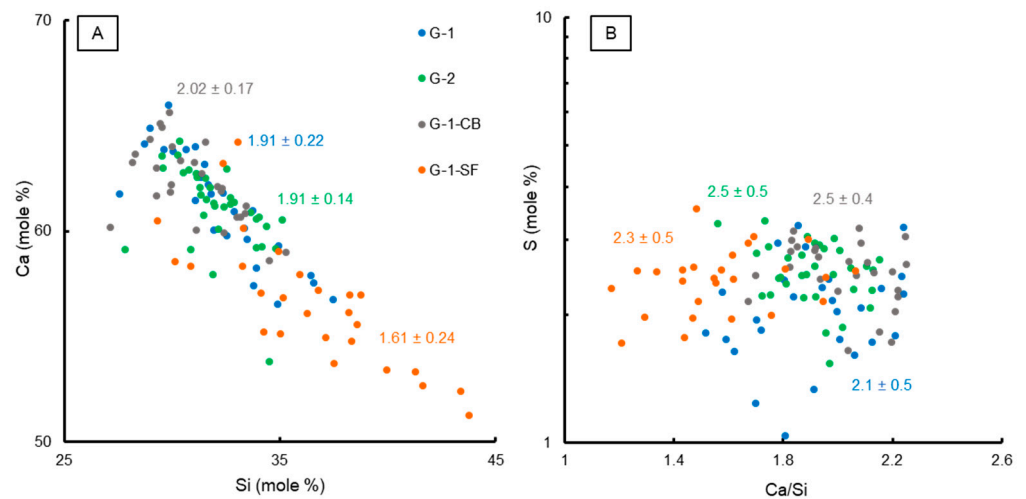 A
70
60
50
Ca (mole %)
25
35
45
Si (mole %)
G-1
G-2
G-1-CB
G-1-SF
2.02 ± 0.17
1.91 ± 0.22
1.91 ± 0.14
1.61 ± 0.24
B
10
1
S (mole %)
1
1.4
1.8
2.2
2.6
Ca/Si
2.5 ± 0.5
2.5 ± 0.4
2.3 ± 0.5
2.1 ± 0.5